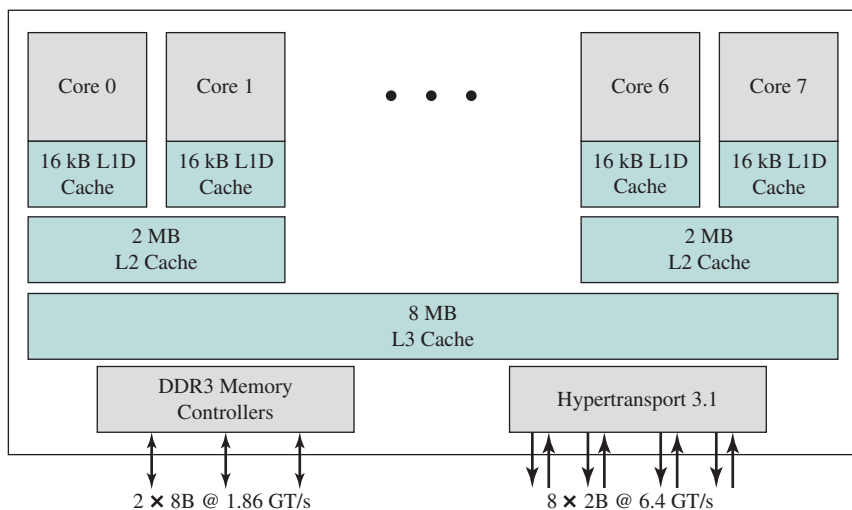 Core 0
Core 1
Core 6
Core 7
16 kB L1D
Cache
16 kB L1D
Cache
16 kB L1D
Cache
16 kB L1D
Cache
2 MB
L2 Cache
2 MB
L2 Cache
8 MB
L3 Cache
DDR3 Memory
Controllers
Hypertransport 3.1
2 × 8B @ 1.86 GT/s
8 × 2B @ 6.4 GT/s